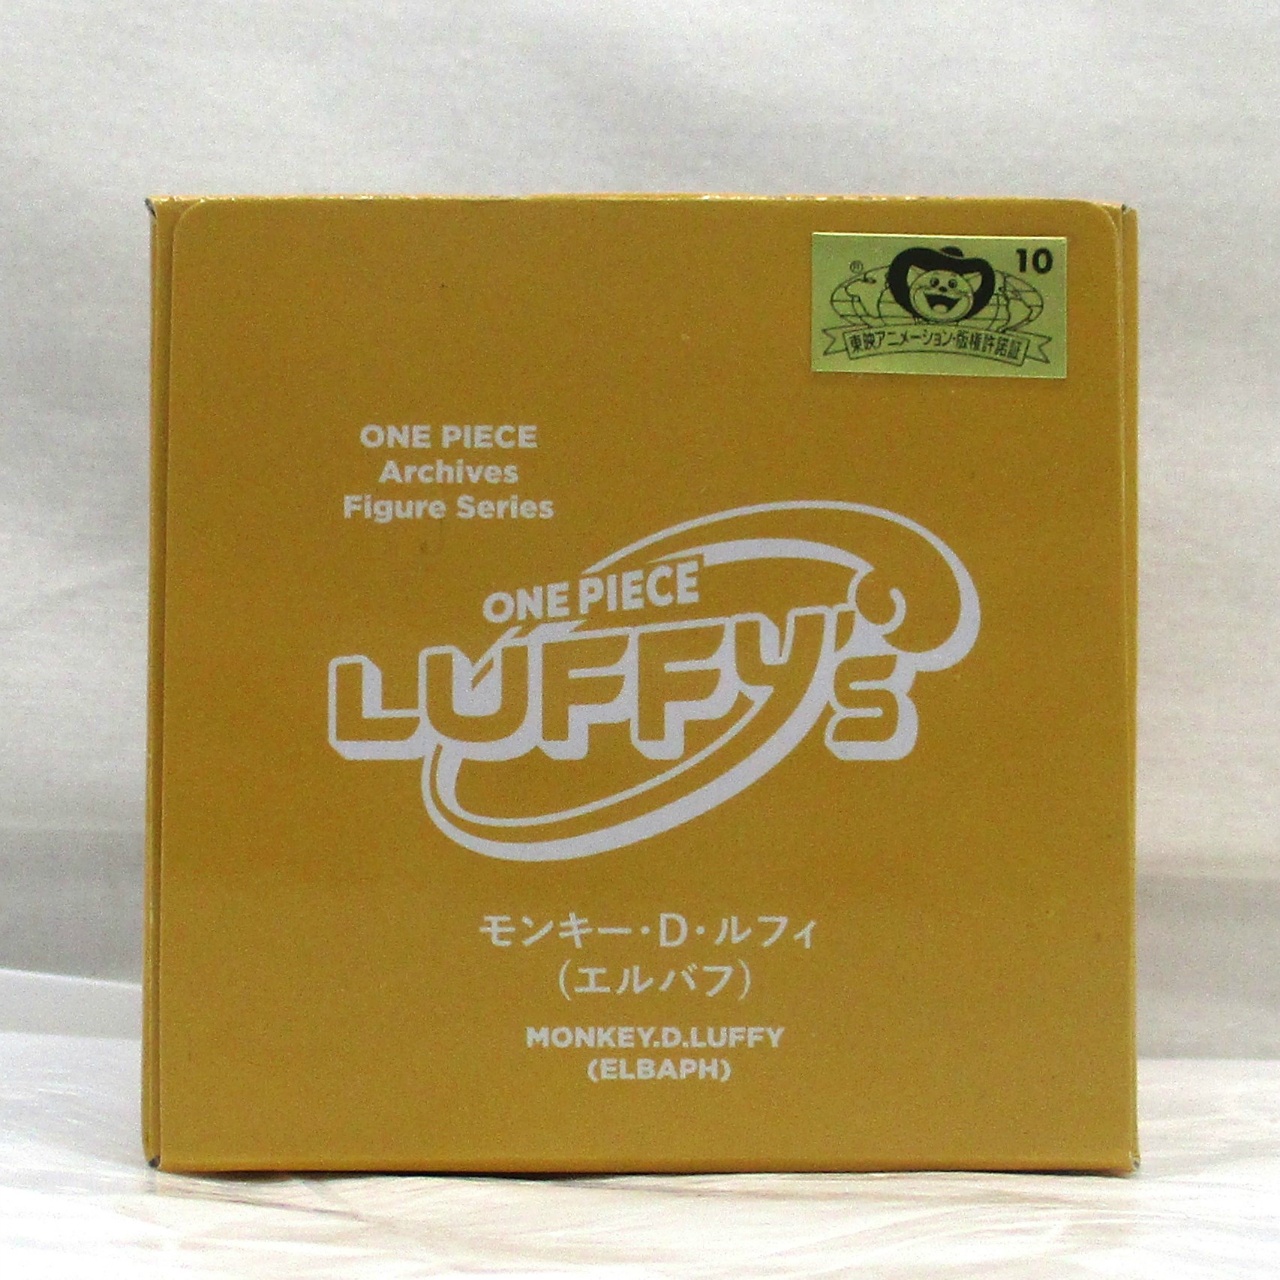 10
®
東映アニメーション・版権許諾証
ONE PIECE
Archives
Figure Series
ONE PIECE
LUFFY's
モンキー・D・ルフィ
(エルバフ)
MONKEY.D.LUFFY
(ELBAPH)